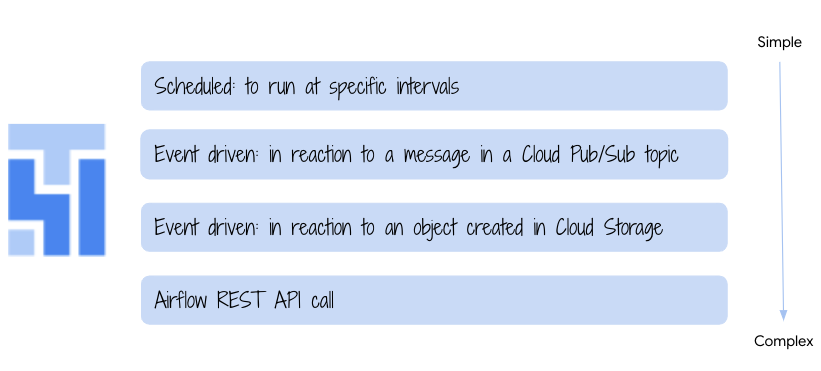 Simple
Scheduled: to run at specific intervals
Event driven: in reaction to a message in a Cloud Pub/Sub topic
Event driven: in reaction to an object created in Cloud Storage
Airflow REST API call
Complex